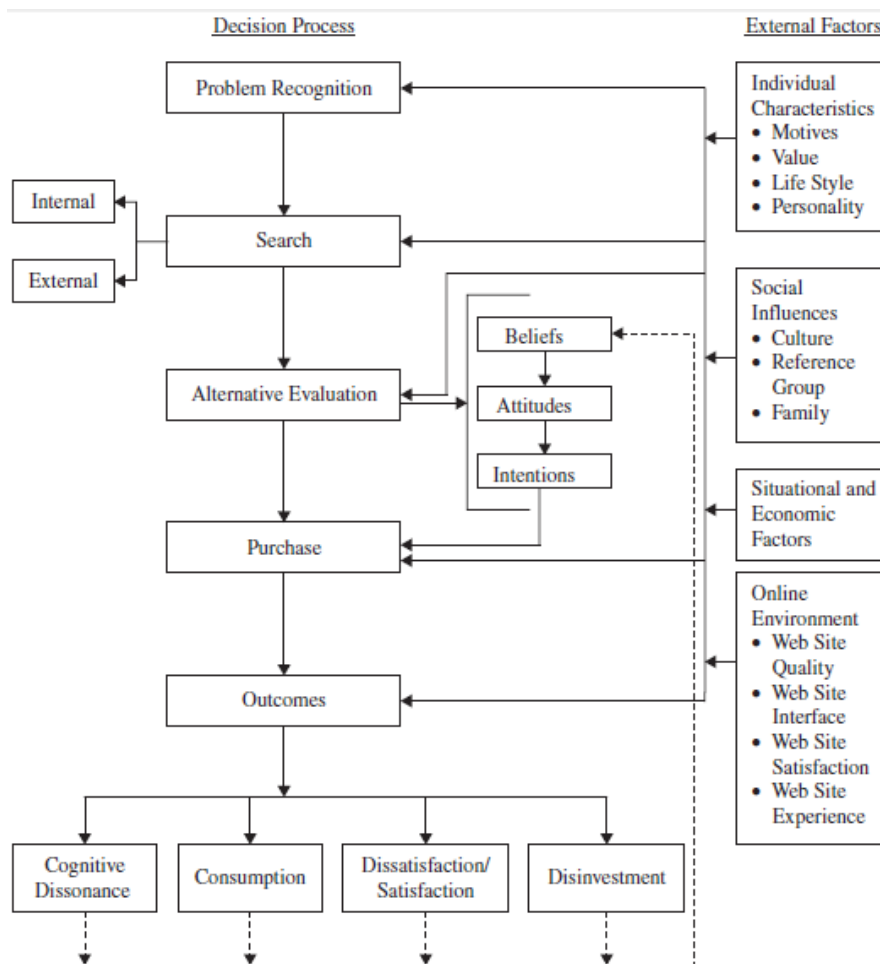 Decision Process
External Factors
Problem Recognition
Individual
Characteristics
• Motives
• Value
• Life Style
• Personality
Internal
Search
External
Social
Influences
• Culture
• Reference
Group
• Family
Beliefs
Alternative Evaluation
Attitudes
Intentions
Situational and
Economic
Factors
Purchase
Online
Environment
• Web Site
Quality
• Web Site
Interface
• Web Site
Satisfaction
• Web Site
Experience
Outcomes
Cognitive
Dissonance
Consumption
Dissatisfaction/
Satisfaction
Disinvestment